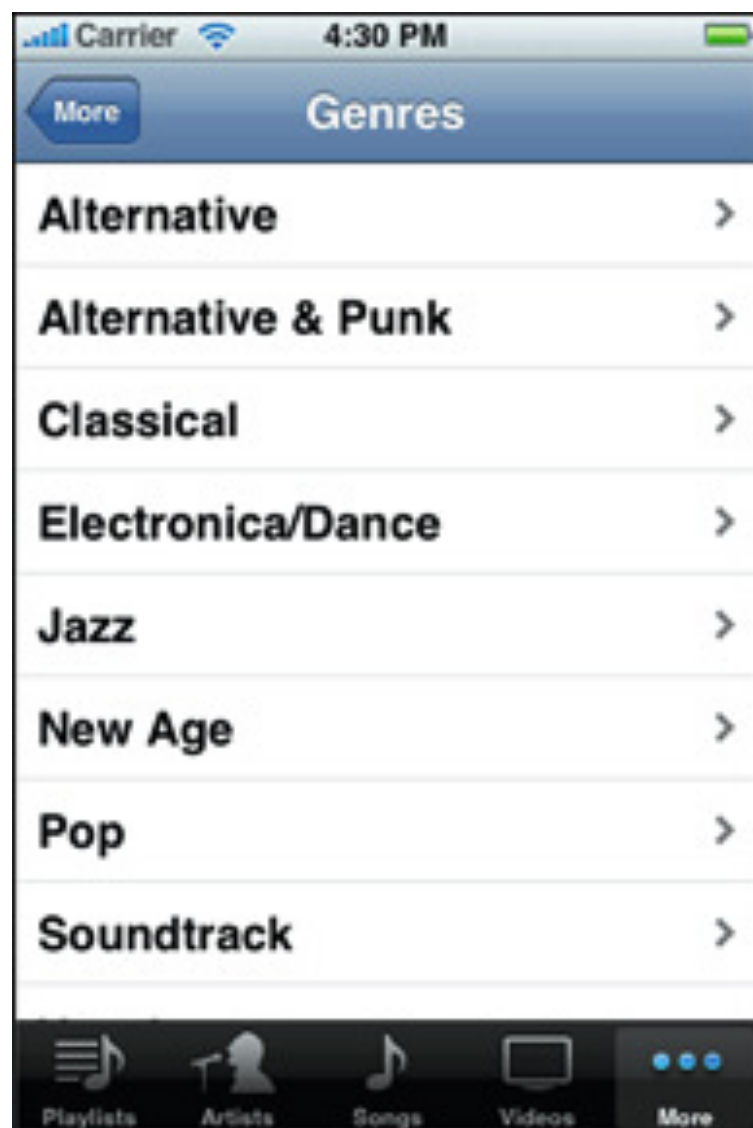 Carrier 4:30 PM
More Genres
Alternative
Alternative & Punk
Classical
Electronica/Dance
Jazz
New Age
Pop
Soundtrack
Playlists Artists Songs Videos More